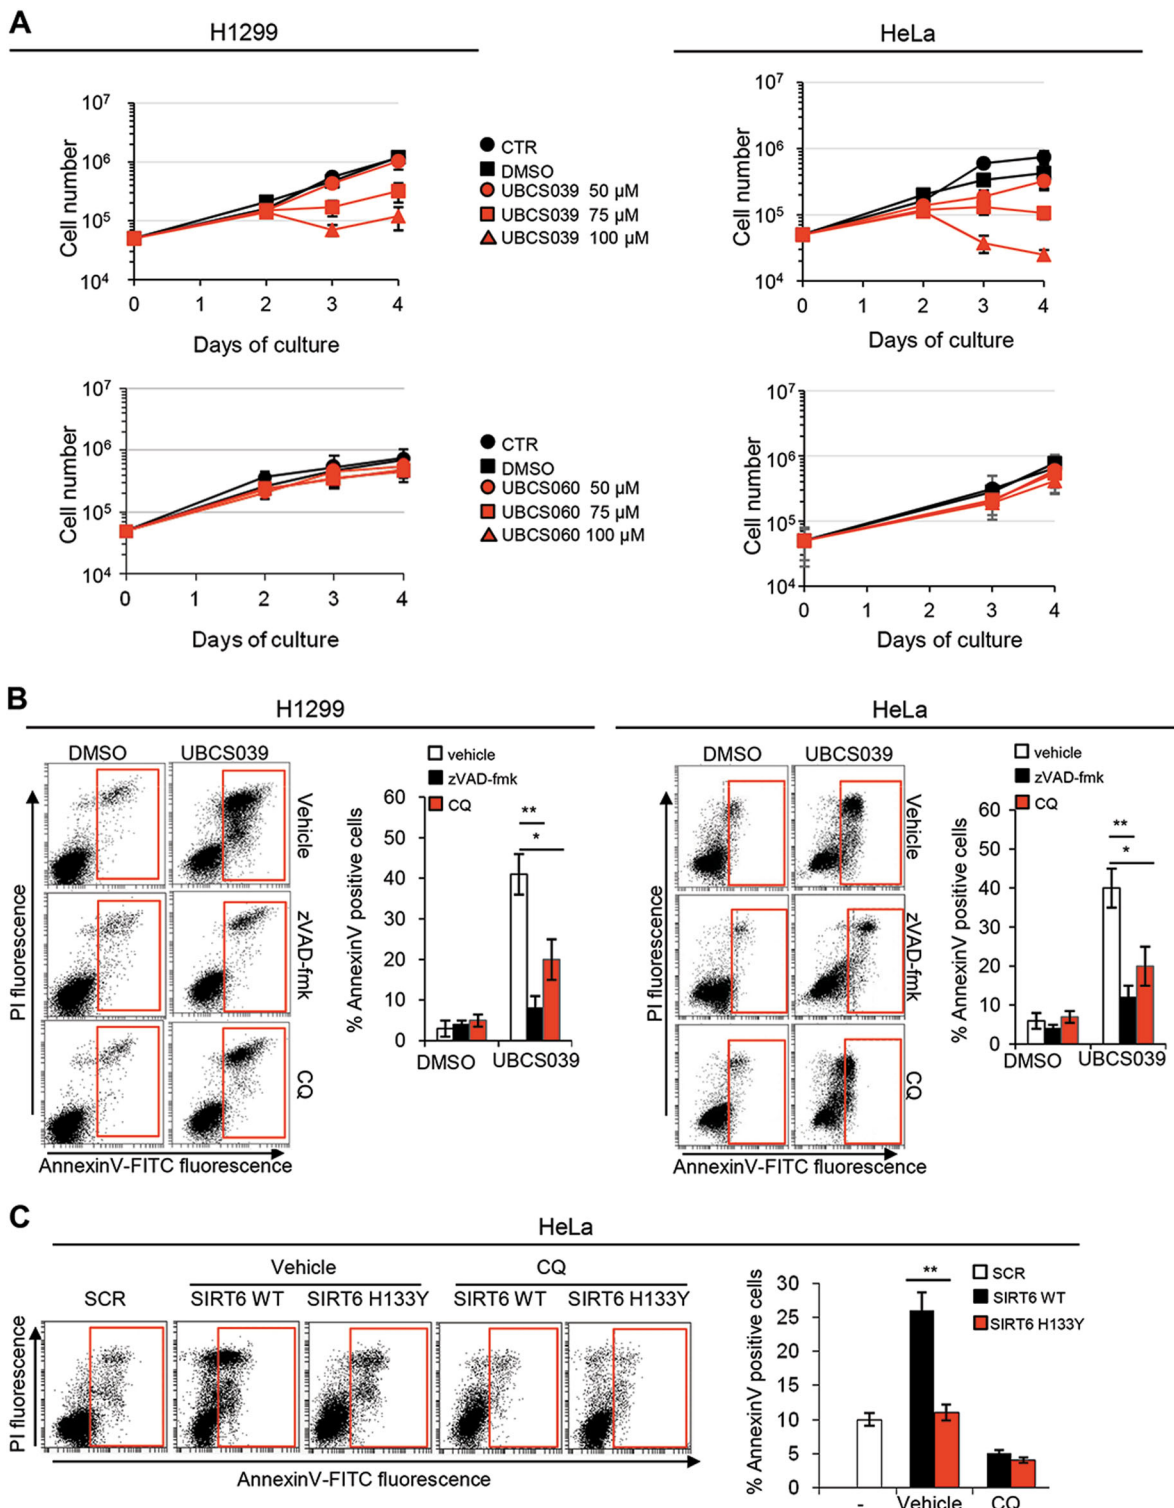 A
H1299
HeLa
10⁷
10⁶
10⁵
10⁴
Cell number
0 1 2 3 4
Days of culture
CTR
DMSO
UBCS039 50 µM
UBCS039 75 µM
UBCS039 100 µM
10⁷
10⁶
10⁵
10⁴
Cell number
0 1 2 3 4
Days of culture
10⁷
10⁶
10⁵
10⁴
Cell number
0 1 2 3 4
Days of culture
CTR
DMSO
UBCS060 50 µM
UBCS060 75 µM
UBCS060 100 µM
10⁷
10⁶
10⁵
10⁴
Cell number
0 1 2 3 4
Days of culture
B
H1299
DMSO UBCS039
Vehicle
zVAD-fmk
CQ
PI fluorescence
AnnexinV-FITC fluorescence
vehicle
zVAD-fmk
CQ
% AnnexinV positive cells
60
50
40
30
20
10
0
**
*
DMSO UBCS039
HeLa
DMSO UBCS039
Vehicle
zVAD-fmk
CQ
PI fluorescence
AnnexinV-FITC fluorescence
vehicle
zVAD-fmk
CQ
% AnnexinV positive cells
60
50
40
30
20
10
0
**
*
DMSO UBCS039
C
HeLa
Vehicle CQ
SCR SIRT6 WT SIRT6 H133Y SIRT6 WT SIRT6 H133Y
PI fluorescence
AnnexinV-FITC fluorescence
% AnnexinV positive cells
30
25
20
15
10
5
0
**
SCR
SIRT6 WT
SIRT6 H133Y
- Vehicle CQ